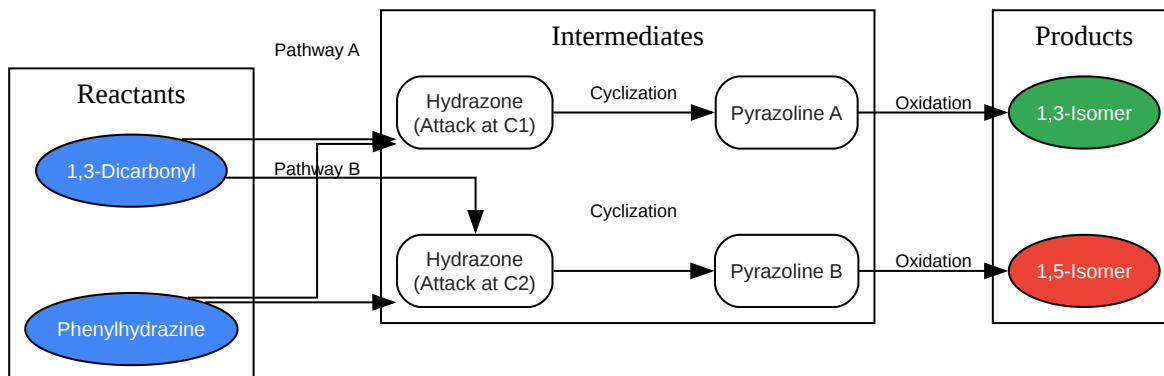 Reactants
1,3-Dicarbonyl
Phenylhydrazine
Pathway A
Pathway B
Intermediates
Hydrazone
(Attack at C1)
Cyclization
Pyrazoline A
Hydrazone
(Attack at C2)
Cyclization
Pyrazoline B
Oxidation
Oxidation
Products
1,3-Isomer
1,5-Isomer